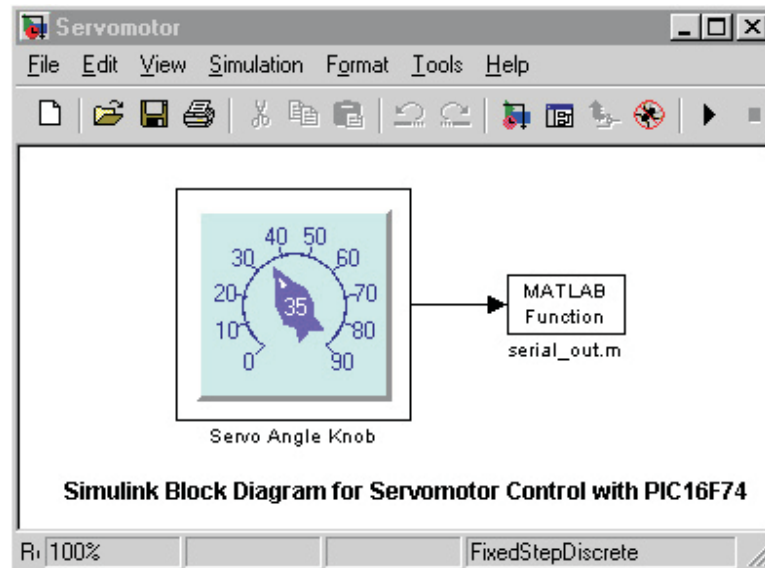 Servomotor
File Edit View Simulation Format Tools Help
40 50
30 60
20 35 70
10 80
0 90
MATLAB
Function
serial_out.m
Servo Angle Knob
Simulink Block Diagram for Servomotor Control with PIC16F74
100% FixedStepDiscrete